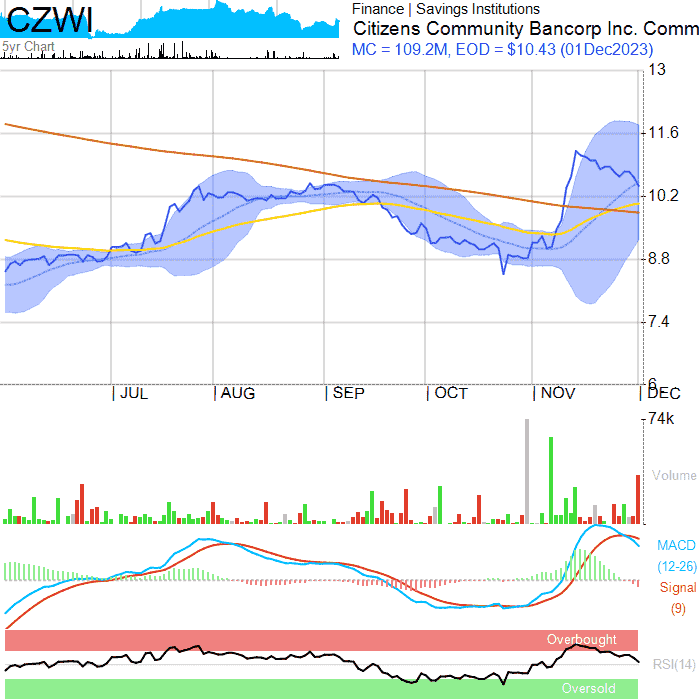 CZWI
5yr Chart
Finance | Savings Institutions
Citizens Community Bancorp Inc. Comm
MC = 109.2M, EOD = $10.43 (01Dec2023)
13
11.6
10.2
8.8
7.4
6
JUL
AUG
SEP
OCT
NOV
DEC
74k
Volume
MACD
(12-26)
Signal
(9)
Overbought
RSI(14)
Oversold